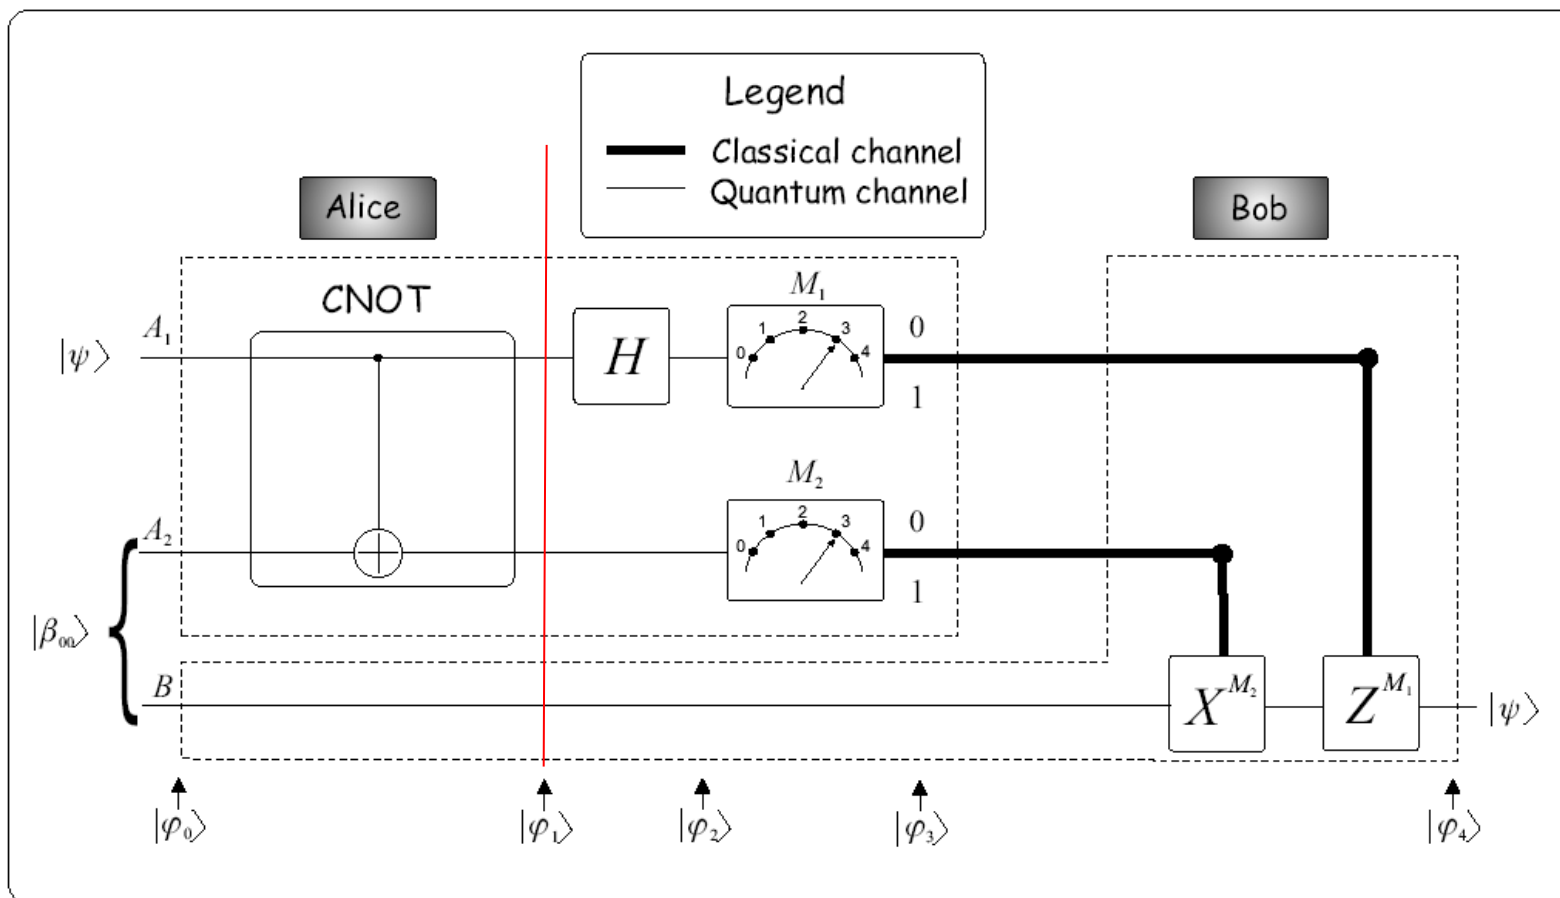 Legend
Classical channel
Quantum channel
Alice
Bob
CNOT
M₁
A₁
|ψ⟩
H
0 1 2 3 4
0
1
M₂
A₂
0 1 2 3 4
0
1
|β₀₀⟩
B
X^M₂
Z^M₁
|ψ⟩
|φ₀⟩
|φ₁⟩
|φ₂⟩
|φ₃⟩
|φ₄⟩